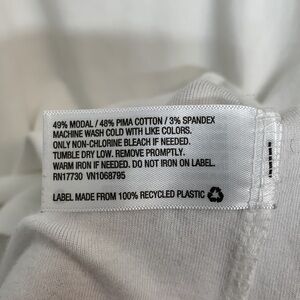 49% MODAL / 48% PIMA COTTON / 3% SPANDEX
MACHINE WASH COLD WITH LIKE COLORS.
ONLY NON-CHLORINE BLEACH IF NEEDED.
TUMBLE DRY LOW. REMOVE PROMPTLY.
WARM IRON IF NEEDED. DO NOT IRON ON LABEL.
RN17730 VN1068795
LABEL MADE FROM 100% RECYCLED PLASTIC